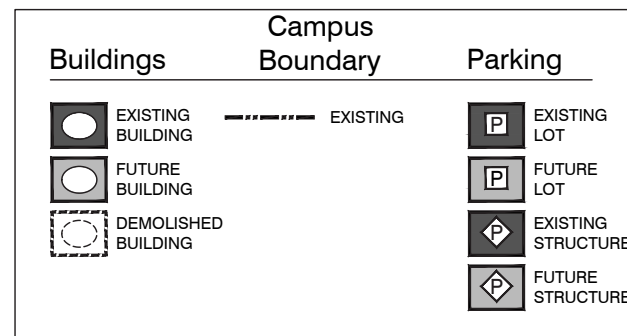 Buildings
Campus
Boundary
Parking
EXISTING
BUILDING
FUTURE
BUILDING
DEMOLISHED
BUILDING
EXISTING
P
EXISTING
LOT
P
FUTURE
LOT
P
EXISTING
STRUCTURE
P
FUTURE
STRUCTURE